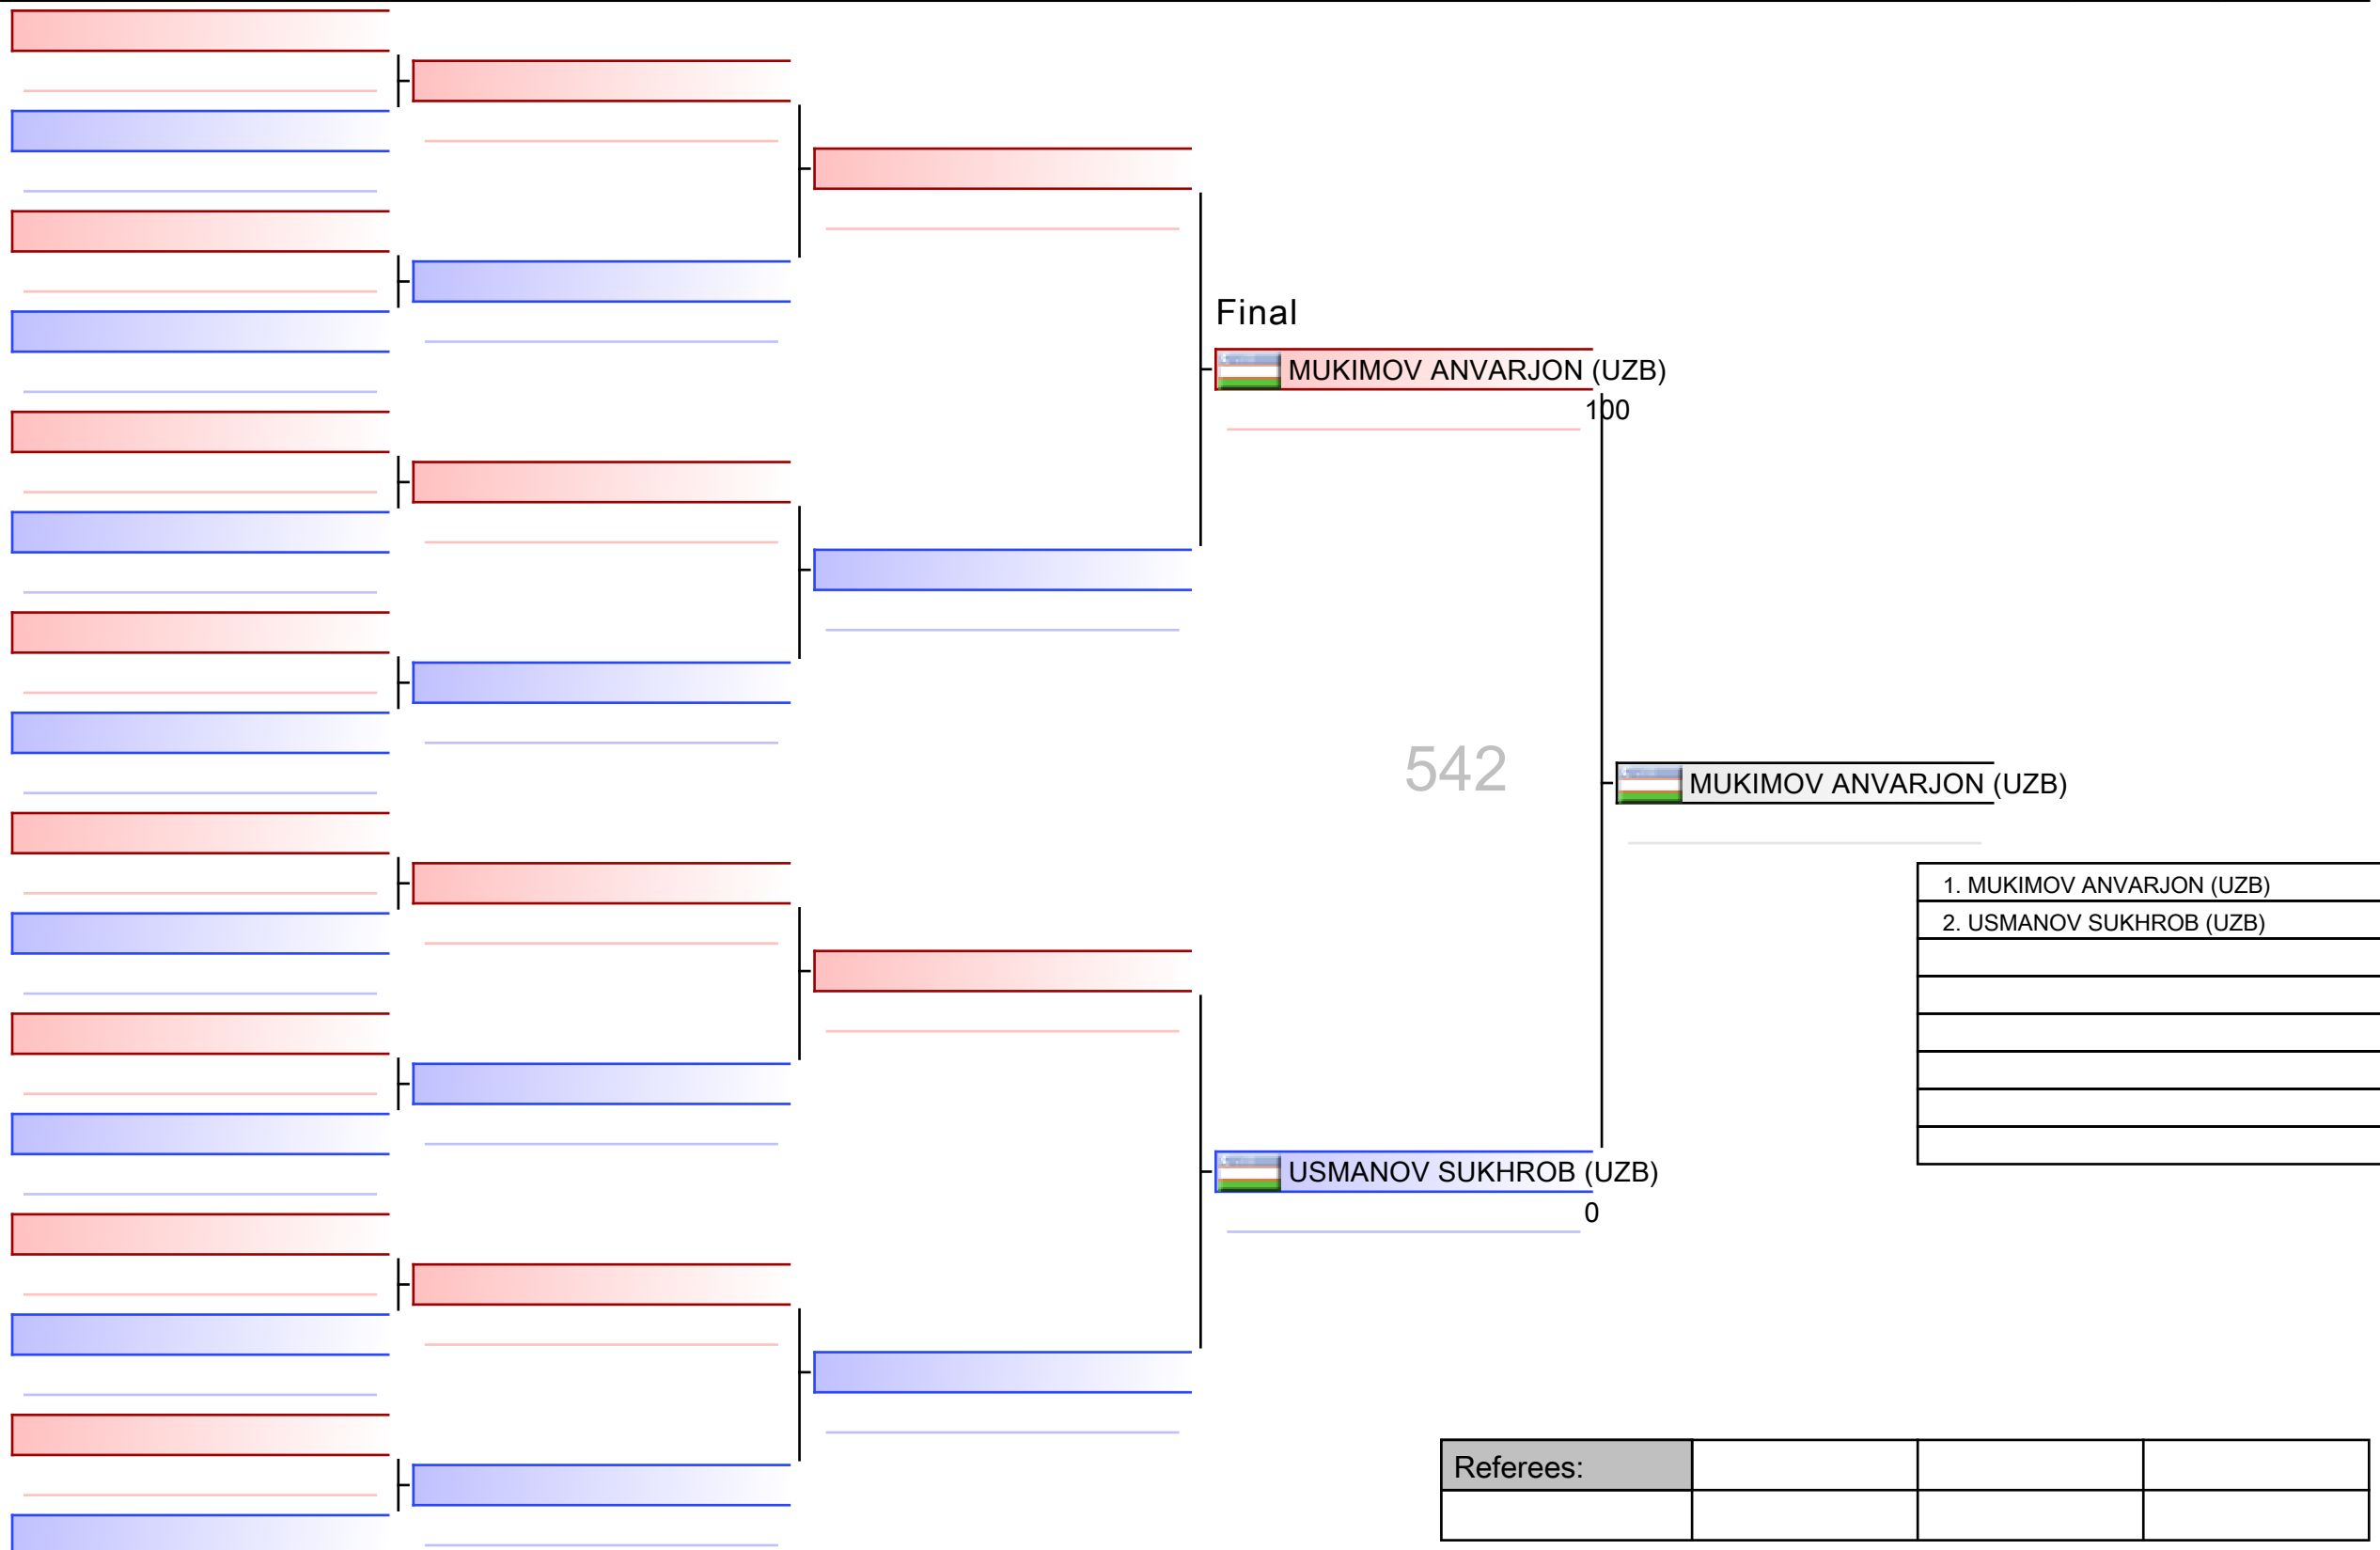 Final
MUKIMOV ANVARJON (UZB)
100
542
MUKIMOV ANVARJON (UZB)
1. MUKIMOV ANVARJON (UZB)
2. USMANOV SUKHROB (UZB)
USMANOV SUKHROB (UZB)
0
Referees: